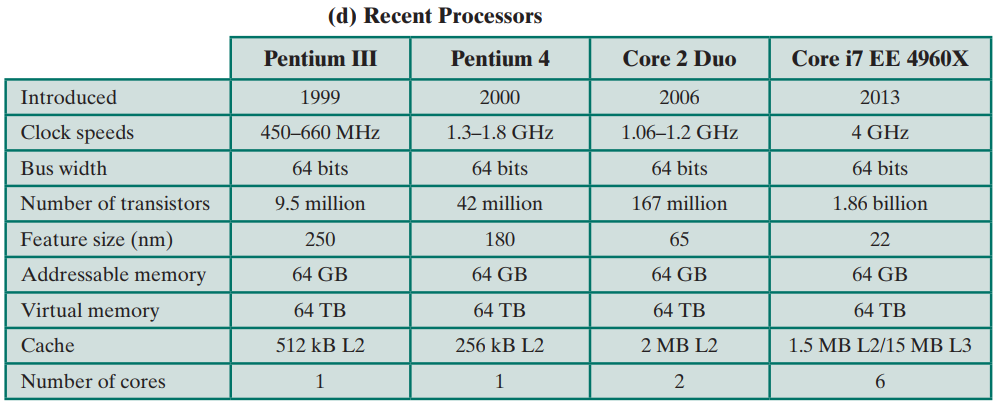 (d) Recent Processors
Pentium III Pentium 4 Core 2 Duo Core i7 EE 4960X
Introduced 1999 2000 2006 2013
Clock speeds 450–660 MHz 1.3–1.8 GHz 1.06–1.2 GHz 4 GHz
Bus width 64 bits 64 bits 64 bits 64 bits
Number of transistors 9.5 million 42 million 167 million 1.86 billion
Feature size (nm) 250 180 65 22
Addressable memory 64 GB 64 GB 64 GB 64 GB
Virtual memory 64 TB 64 TB 64 TB 64 TB
Cache 512 kB L2 256 kB L2 2 MB L2 1.5 MB L2/15 MB L3
Number of cores 1 1 2 6